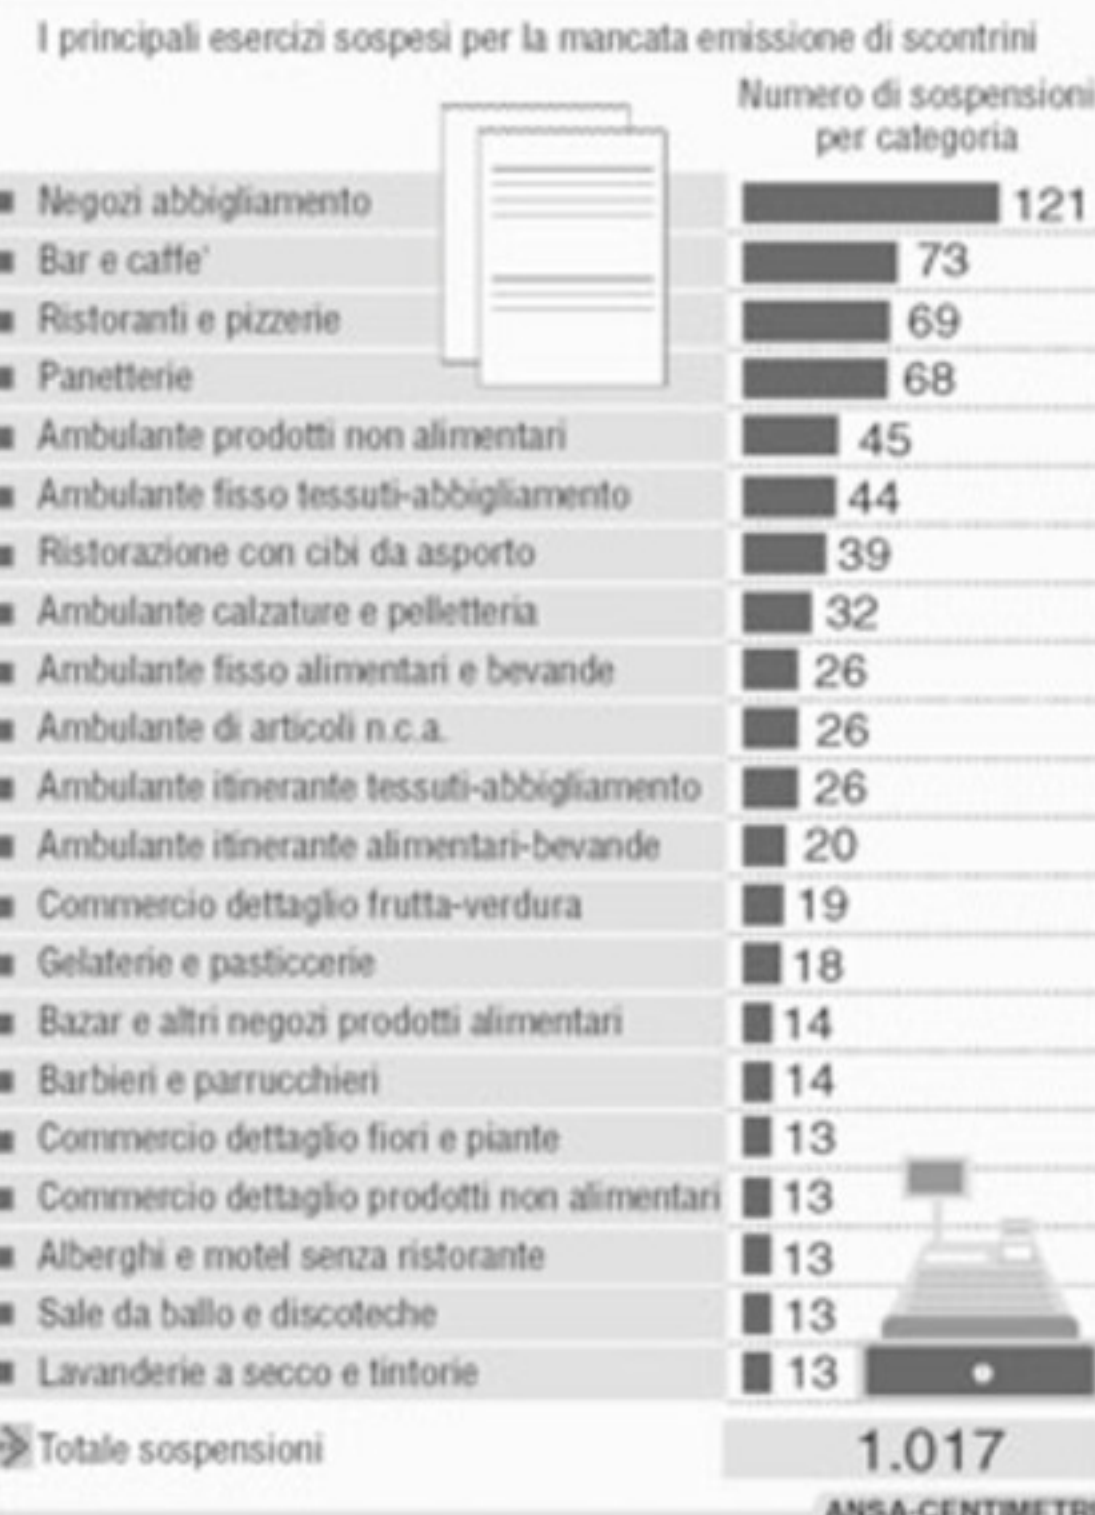 I principali esercizi sospesi per la mancata emissione di scontrini
Numero di sospensioni
per categoria
Negozi abbigliamento 121
Bar e caffe' 73
Ristoranti e pizzerie 69
Panetterie 68
Ambulante prodotti non alimentari 45
Ambulante fisso tessuti-abbigliamento 44
Ristorazione con cibi da asporto 39
Ambulante calzature e pelletteria 32
Ambulante fisso alimentari e bevande 26
Ambulante di articoli n.c.a. 26
Ambulante itinerante tessuti-abbigliamento 26
Ambulante itinerante alimentari-bevande 20
Commercio dettaglio frutta-verdura 19
Gelaterie e pasticcerie 18
Bazar e altri negozi prodotti alimentari 14
Barbieri e parrucchieri 14
Commercio dettaglio fiori e piante 13
Commercio dettaglio prodotti non alimentari 13
Alberghi e motel senza ristorante 13
Sale da ballo e discoteche 13
Lavanderie a secco e tintorie 13
Totale sospensioni 1.017
ANSA-CENTIMETR